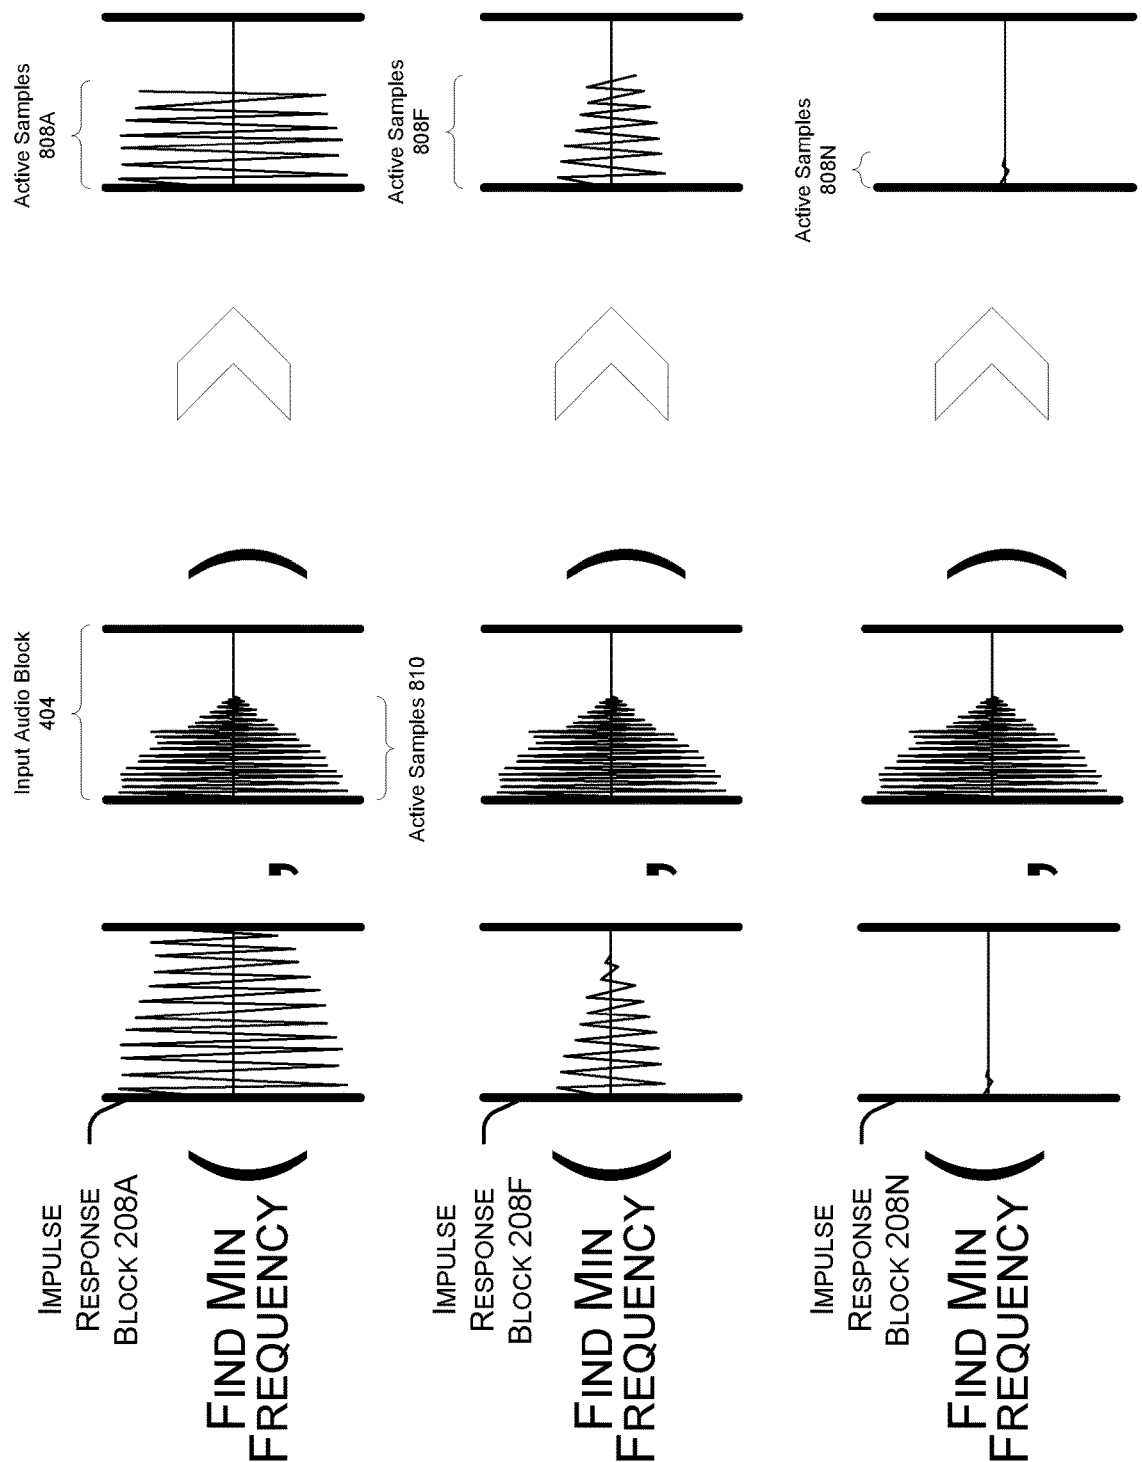 IMPULSE
RESPONSE
BLOCK 208A
FIND MIN
FREQUENCY
,
Input Audio Block
404
Active Samples 810
Active Samples
808A
IMPULSE
RESPONSE
BLOCK 208F
FIND MIN
FREQUENCY
,
Active Samples
808F
IMPULSE
RESPONSE
BLOCK 208N
FIND MIN
FREQUENCY
,
Active Samples
808N